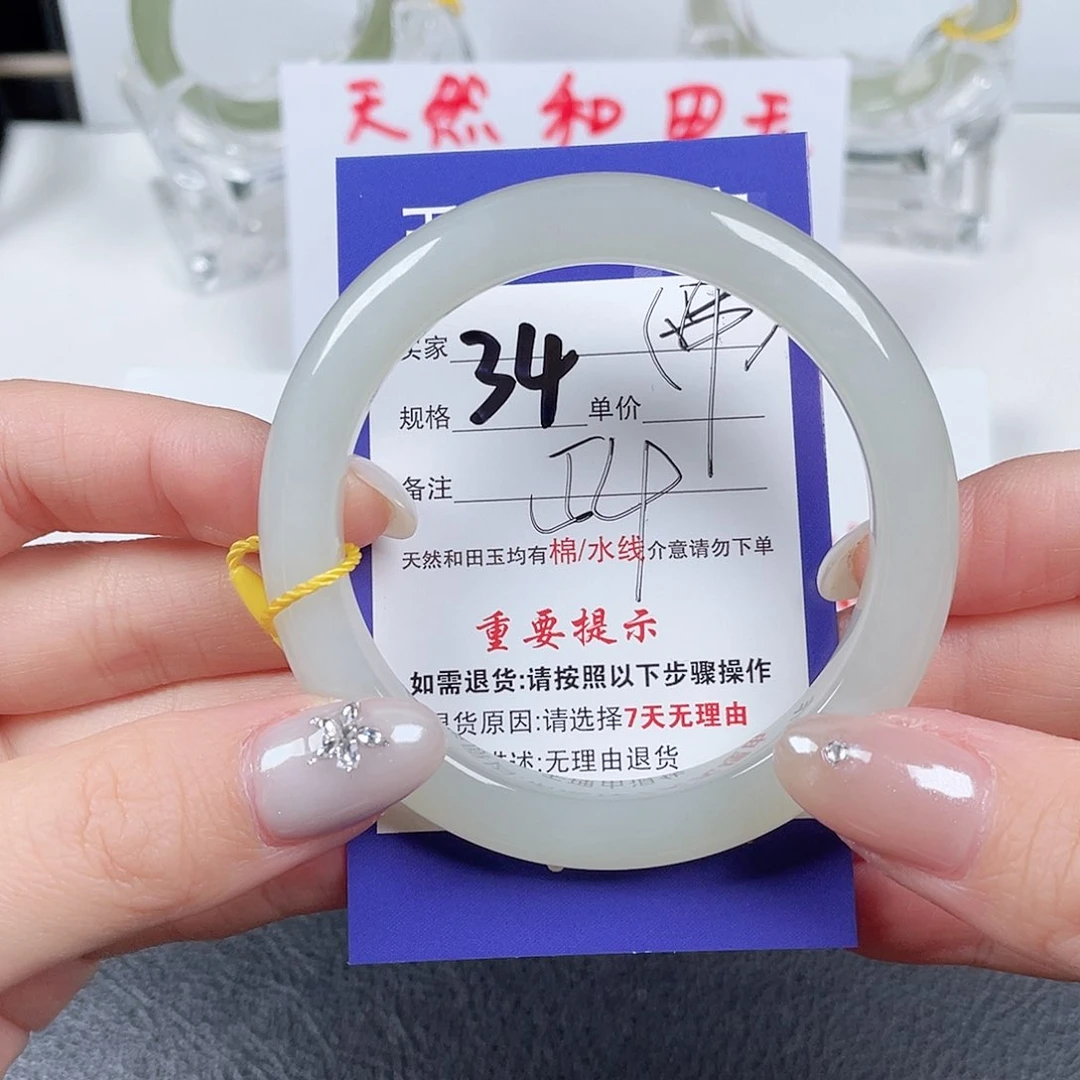 天然 和 田玉
买家
34
规格 单价
备注
天然和田玉均有棉/水线介意请勿下单
重要提示
如需退货:请按照以下步骤操作
退货原因:请选择7天无理由
描述:无理由退货